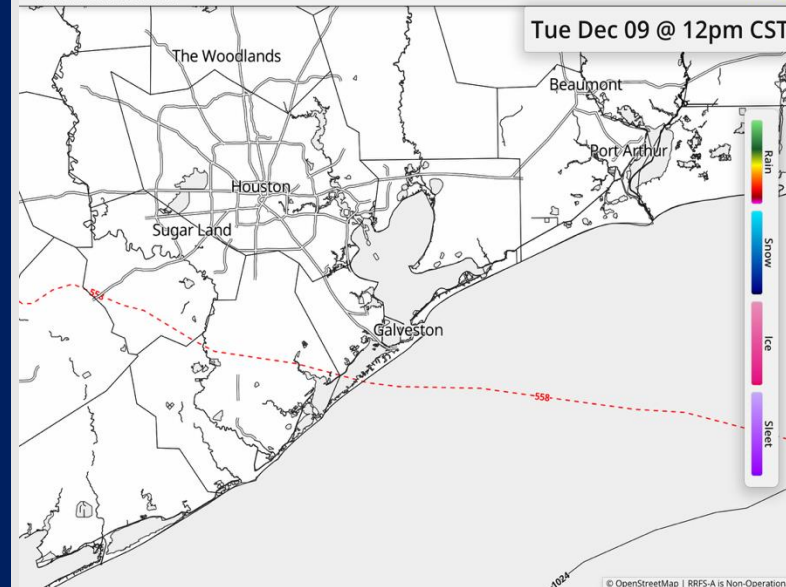 Tue Dec 09 @ 12pm CST
The Woodlands
Beaumont
Port Arthur
Rain
Houston
Sugar Land
Snow
Galveston
Ice
558
Sleet
1024
© OpenStreetMap | RRFS-A is Non-Operation